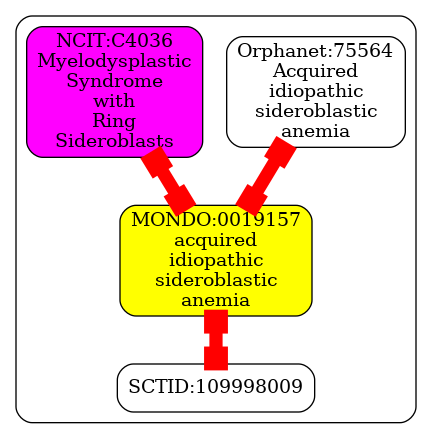 NCIT:C4036
Myelodysplastic
Syndrome
with
Ring
Sideroblasts
Orphanet:75564
Acquired
idiopathic
sideroblastic
anemia
MONDO:0019157
acquired
idiopathic
sideroblastic
anemia
SCTID:109998009